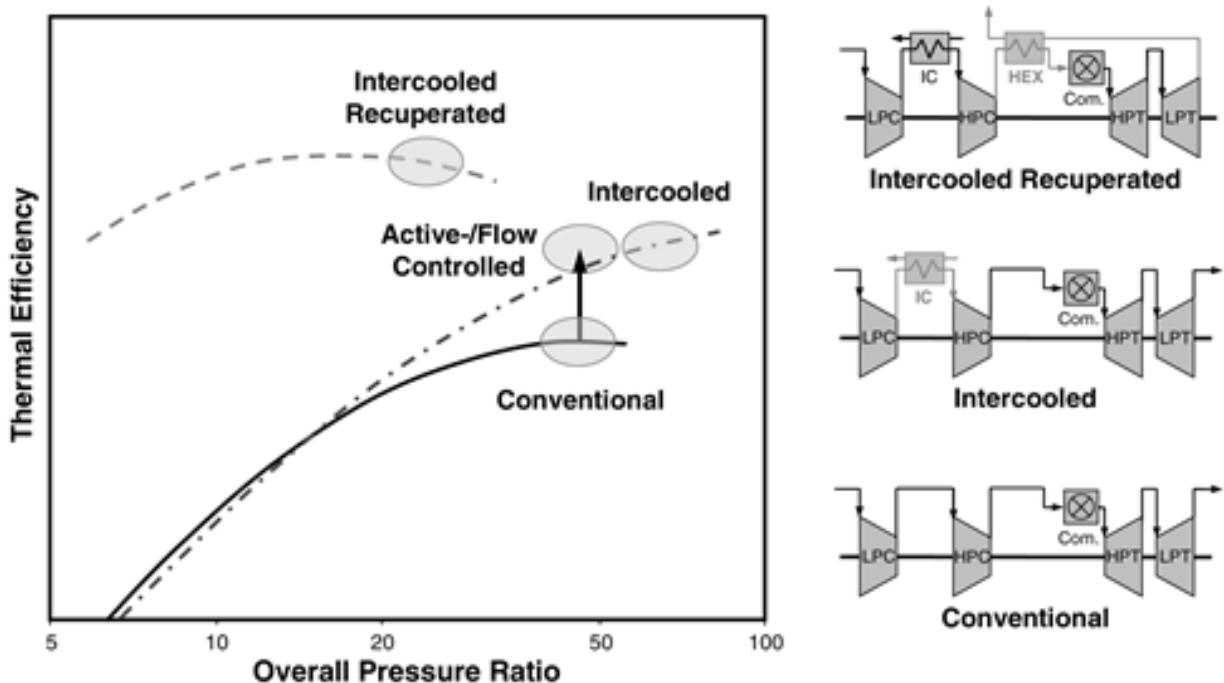 Intercooled
Recuperated
Intercooled
Active-/Flow
Controlled
Conventional
Thermal Efficiency
5
10
20
50
100
Overall Pressure Ratio
IC
HEX
Com.
LPC
HPC
HPT
LPT
Intercooled Recuperated
IC
Com.
LPC
HPC
HPT
LPT
Intercooled
Com.
LPC
HPC
HPT
LPT
Conventional